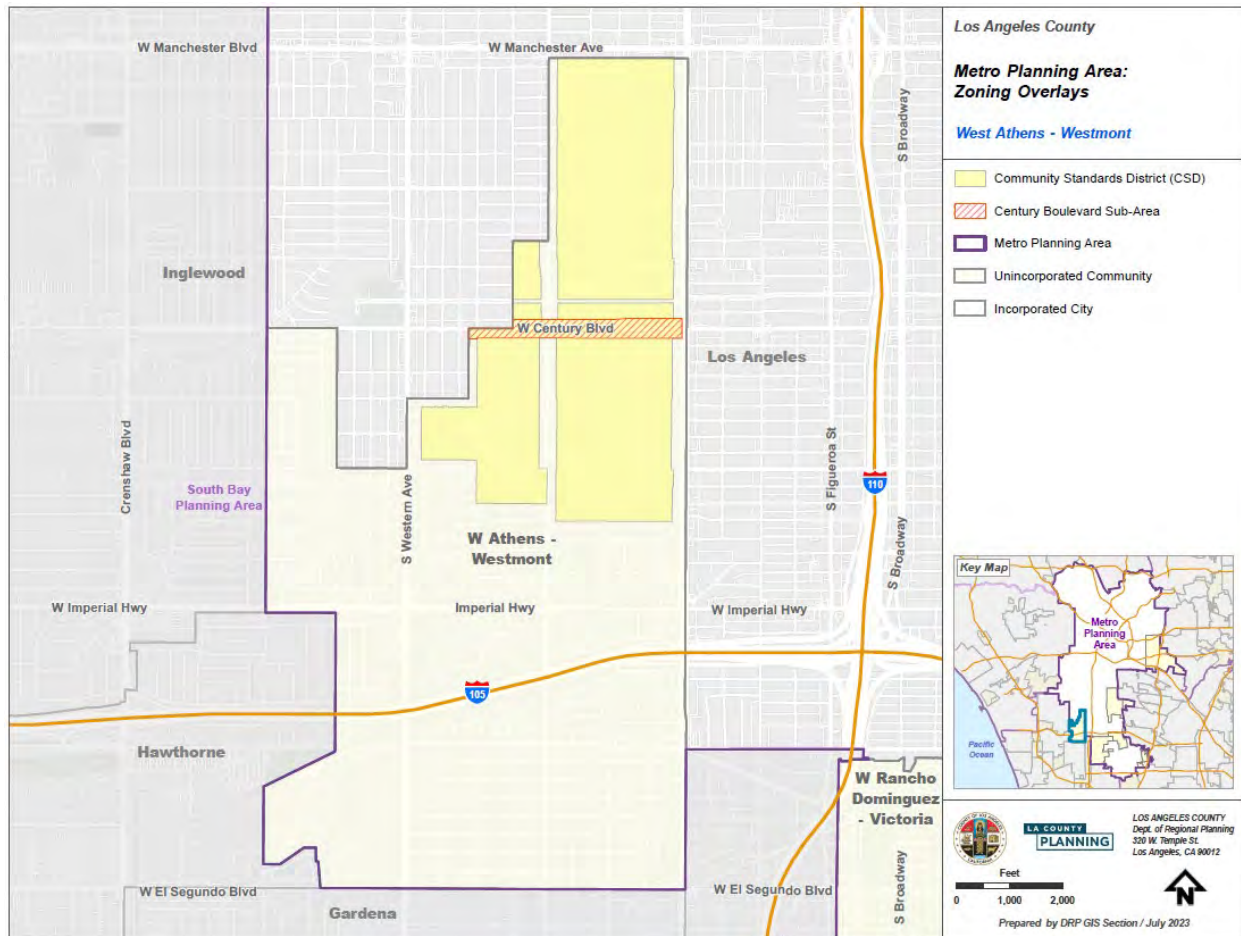 W Manchester Blvd
W Manchester Ave
S Broadway
Inglewood
W Century Blvd
Los Angeles
Crenshaw Blvd
South Bay
Planning Area
S Western Ave
S Figueroa St
110
S Broadway
W Athens -
Westmont
W Imperial Hwy
Imperial Hwy
W Imperial Hwy
105
Hawthorne
W Rancho
Dominguez
- Victoria
W El Segundo Blvd
W El Segundo Blvd
S Broadway
Gardena
Los Angeles County
Metro Planning Area:
Zoning Overlays
West Athens - Westmont
Community Standards District (CSD)
Century Boulevard Sub-Area
Metro Planning Area
Unincorporated Community
Incorporated City
Key Map
Metro
Planning
Area
Pacific
Ocean
LA COUNTY
PLANNING
LOS ANGELES COUNTY
Dept. of Regional Planning
320 W. Temple St.
Los Angeles, CA 90012
Feet
0 1,000 2,000
N
Prepared by DRP GIS Section / July 2023